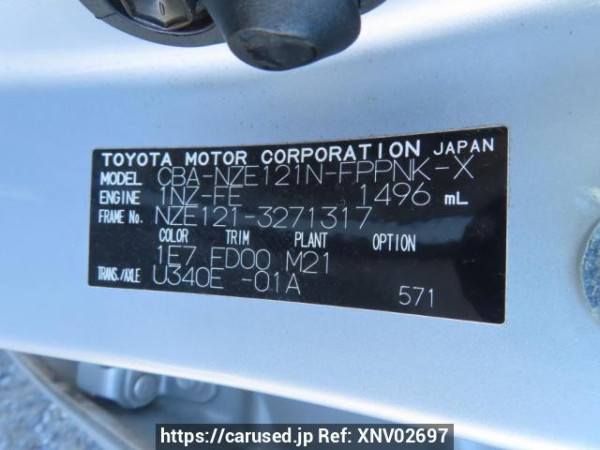 TOYOTA MOTOR CORPORATION JAPAN
MODEL CBA-NZE121N-FPPNK-X
ENGINE 1NZ-FE 1496 mL
FRAME No. NZE121-3271317
COLOR TRIM PLANT OPTION
1E7 FD00 M21
TRANS./AXLE U340E -01A
571
https://carused.jp Ref: XNV02697